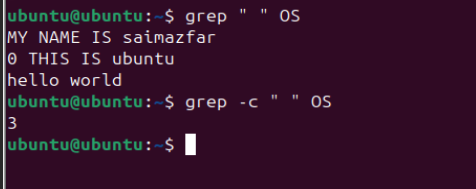 ubuntu@ubuntu:~$ grep " " OS
MY NAME IS saimazfar
0 THIS IS ubuntu
hello world
ubuntu@ubuntu:~$ grep -c " " OS
3
ubuntu@ubuntu:~$